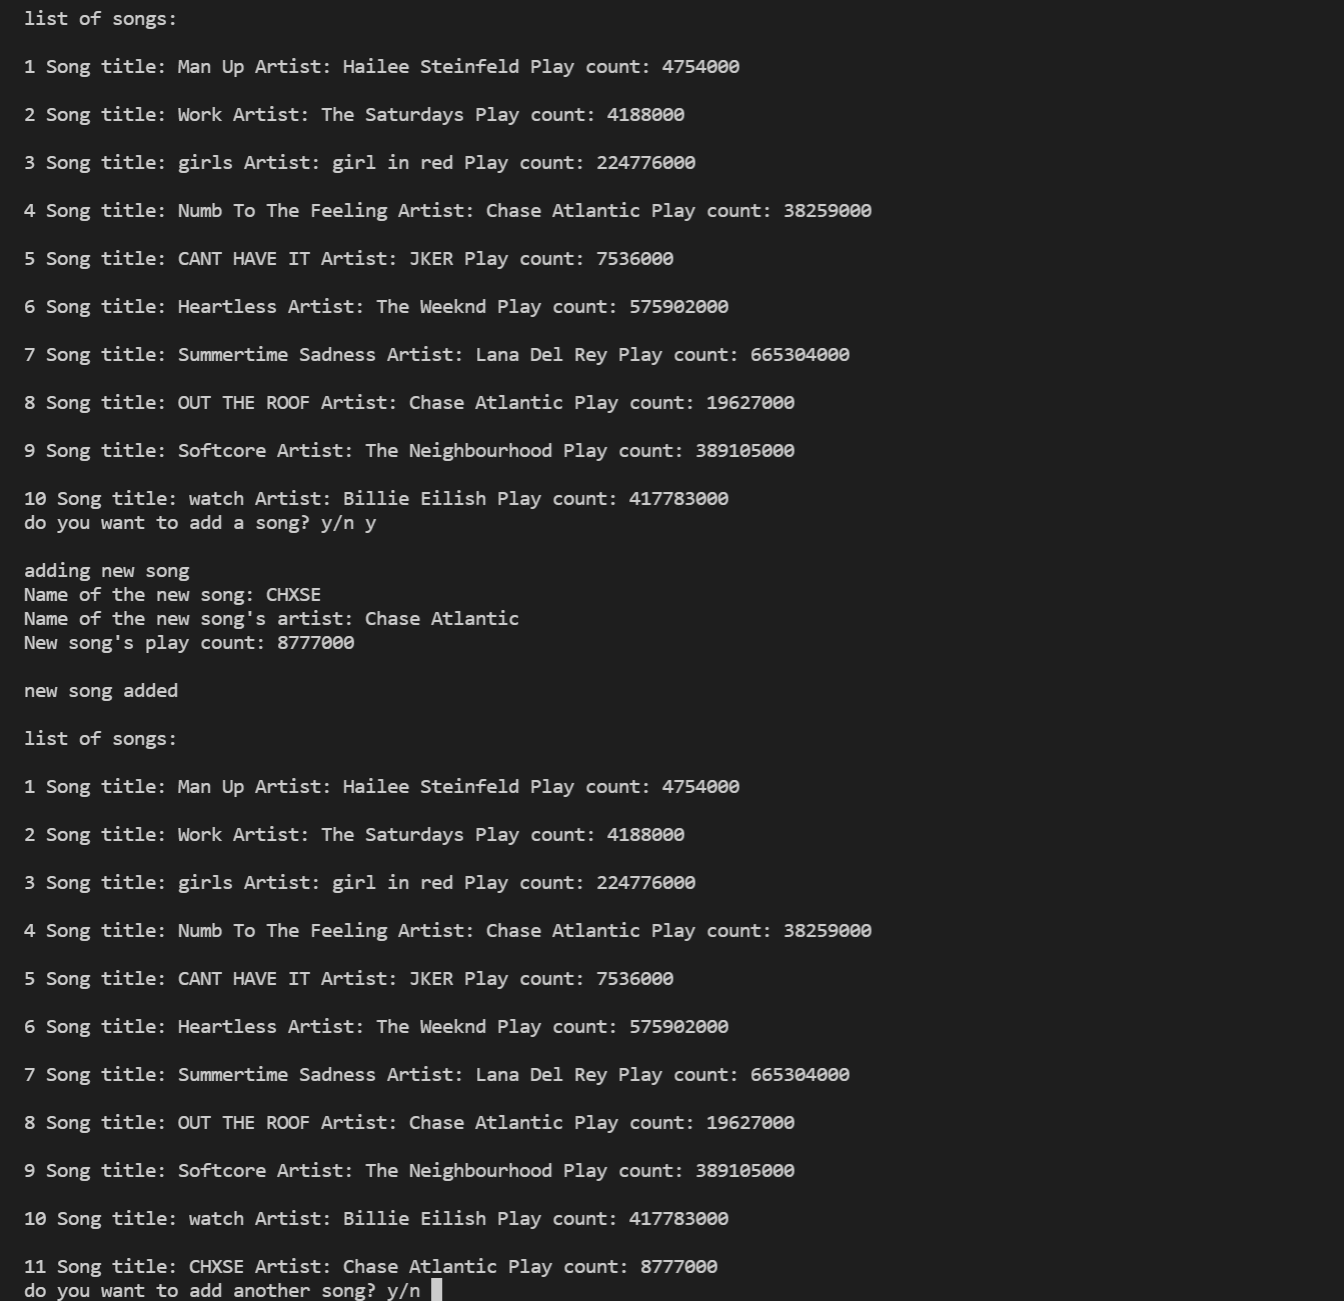 list of songs:
1 Song title: Man Up Artist: Hailee Steinfeld Play count: 4754000
2 Song title: Work Artist: The Saturdays Play count: 4188000
3 Song title: girls Artist: girl in red Play count: 224776000
4 Song title: Numb To The Feeling Artist: Chase Atlantic Play count: 38259000
5 Song title: CANT HAVE IT Artist: JKER Play count: 7536000
6 Song title: Heartless Artist: The Weeknd Play count: 575902000
7 Song title: Summertime Sadness Artist: Lana Del Rey Play count: 665304000
8 Song title: OUT THE ROOF Artist: Chase Atlantic Play count: 19627000
9 Song title: Softcore Artist: The Neighbourhood Play count: 389105000
10 Song title: watch Artist: Billie Eilish Play count: 417783000
do you want to add a song? y/n y
adding new song
Name of the new song: CHXSE
Name of the new song's artist: Chase Atlantic
New song's play count: 8777000
new song added
list of songs:
1 Song title: Man Up Artist: Hailee Steinfeld Play count: 4754000
2 Song title: Work Artist: The Saturdays Play count: 4188000
3 Song title: girls Artist: girl in red Play count: 224776000
4 Song title: Numb To The Feeling Artist: Chase Atlantic Play count: 38259000
5 Song title: CANT HAVE IT Artist: JKER Play count: 7536000
6 Song title: Heartless Artist: The Weeknd Play count: 575902000
7 Song title: Summertime Sadness Artist: Lana Del Rey Play count: 665304000
8 Song title: OUT THE ROOF Artist: Chase Atlantic Play count: 19627000
9 Song title: Softcore Artist: The Neighbourhood Play count: 389105000
10 Song title: watch Artist: Billie Eilish Play count: 417783000
11 Song title: CHXSE Artist: Chase Atlantic Play count: 8777000
do you want to add another song? y/n